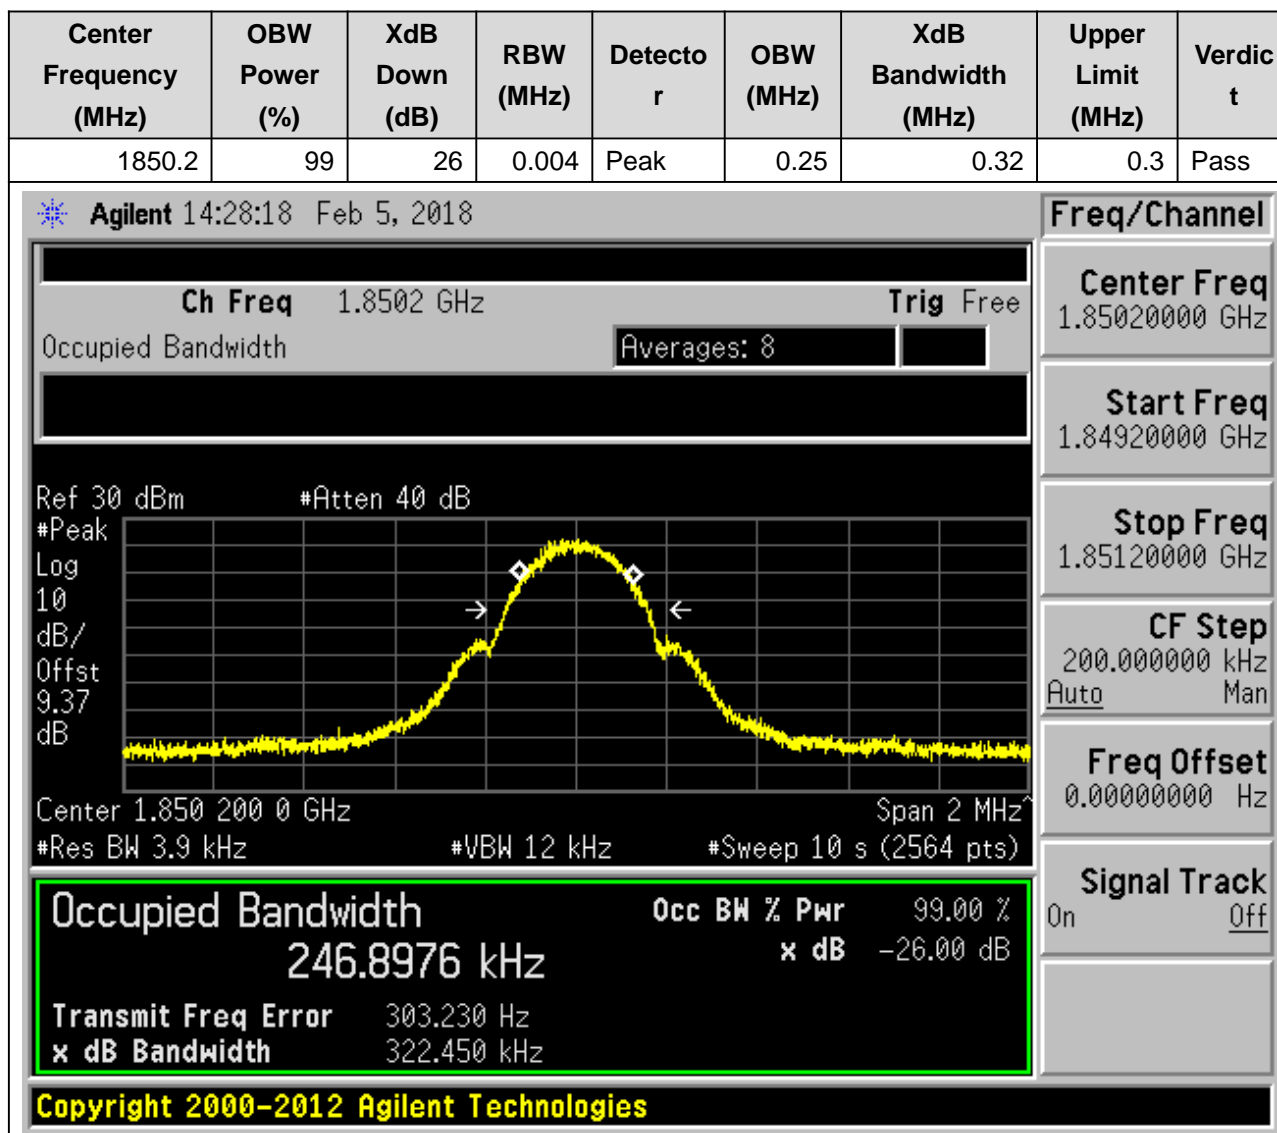 Center Frequency (MHz) OBW Power (%) XdB Down (dB) RBW (MHz) Detecto r OBW (MHz) XdB Bandwidth (MHz) Upper Limit (MHz) Verdic t
1850.2 99 26 0.004 Peak 0.25 0.32 0.3 Pass
Agilent 14:28:18 Feb 5, 2018
Freq/Channel
Ch Freq 1.8502 GHz Trig Free
Occupied Bandwidth Averages: 8
Ref 30 dBm #Atten 40 dB
#Peak
Log
10
dB/
Offst
9.37
dB
Center 1.850 200 0 GHz Span 2 MHz^
#Res BW 3.9 kHz #VBW 12 kHz #Sweep 10 s (2564 pts)
Occupied Bandwidth Occ BW % Pwr 99.00 %
246.8976 kHz x dB -26.00 dB
Transmit Freq Error 303.230 Hz
x dB Bandwidth 322.450 kHz
Center Freq
1.85020000 GHz
Start Freq
1.84920000 GHz
Stop Freq
1.85120000 GHz
CF Step
200.000000 kHz
Auto Man
Freq Offset
0.00000000 Hz
Signal Track
On Off
Copyright 2000-2012 Agilent Technologies